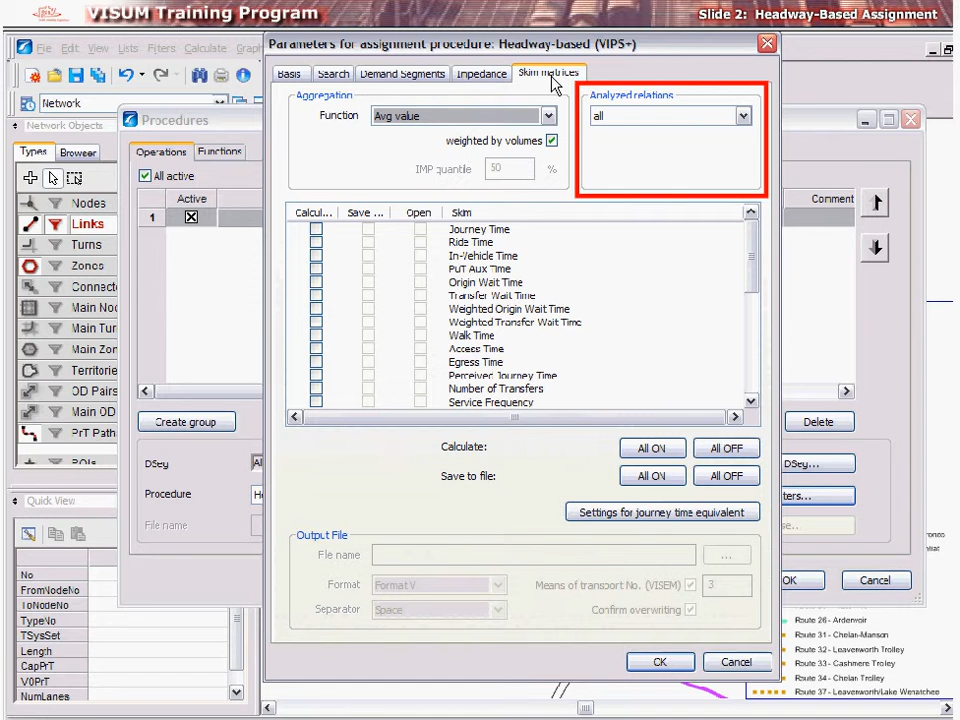 VISUM Training Program
Slide 2: Headway-Based Assignment
File Edit View Lists Filters Calculate Graph
Network
Network Objects
Types Browser
Nodes
Links
Turns
Zones
Connecto
Main Nod
Main Tur
Main Zon
Territorie
OD Pairs
Main OD
PrT Path
POIs
Quick View
No
FromNodeNo
ToNodeNo
TypeNo
TSysSet
Length
CapPrT
V0PrT
NumLanes
Procedures
Operations Functions
All active
Active
Comment
1
Create group
Delete
DSeg
DSeg...
Procedure
File name
OK
Cancel
Parameters for assignment procedure: Headway-based (VIPS+)
Basis Search Demand Segments Impedance Skim matrices
Aggregation
Function Avg value
weighted by volumes
IMP quantile 50 %
Analyzed relations
all
Calcul... Save ... Open Skim
Journey Time
Ride Time
In-Vehicle Time
PuT Aux Time
Origin Wait Time
Transfer Wait Time
Weighted Origin Wait Time
Weighted Transfer Wait Time
Walk Time
Access Time
Egress Time
Perceived Journey Time
Number of Transfers
Service Frequency
Calculate: All ON All OFF
Save to file: All ON All OFF
Settings for journey time equivalent
Output File
File name ...
Format Format V Means of transport No. (VISEM) 3
Separator Space Confirm overwriting
OK Cancel
Route 26 - Ardenvoir
Route 31 - Chelan-Manson
Route 32 - Leavenworth Trolley
Route 33 - Cashmere Trolley
Route 34 - Chelan Trolley
Route 37 - Leavenworth/Lake Wenatchee